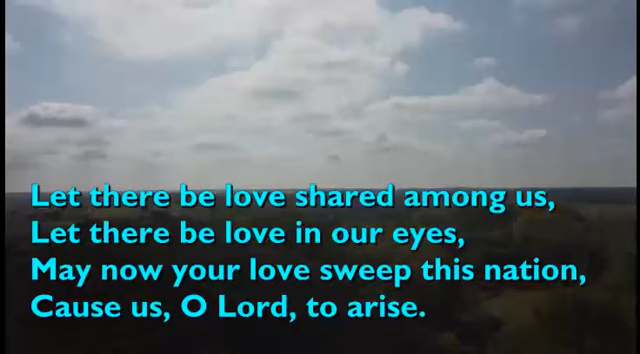 Let there be love shared among us,
Let there be love in our eyes,
May now your love sweep this nation,
Cause us, O Lord, to arise.